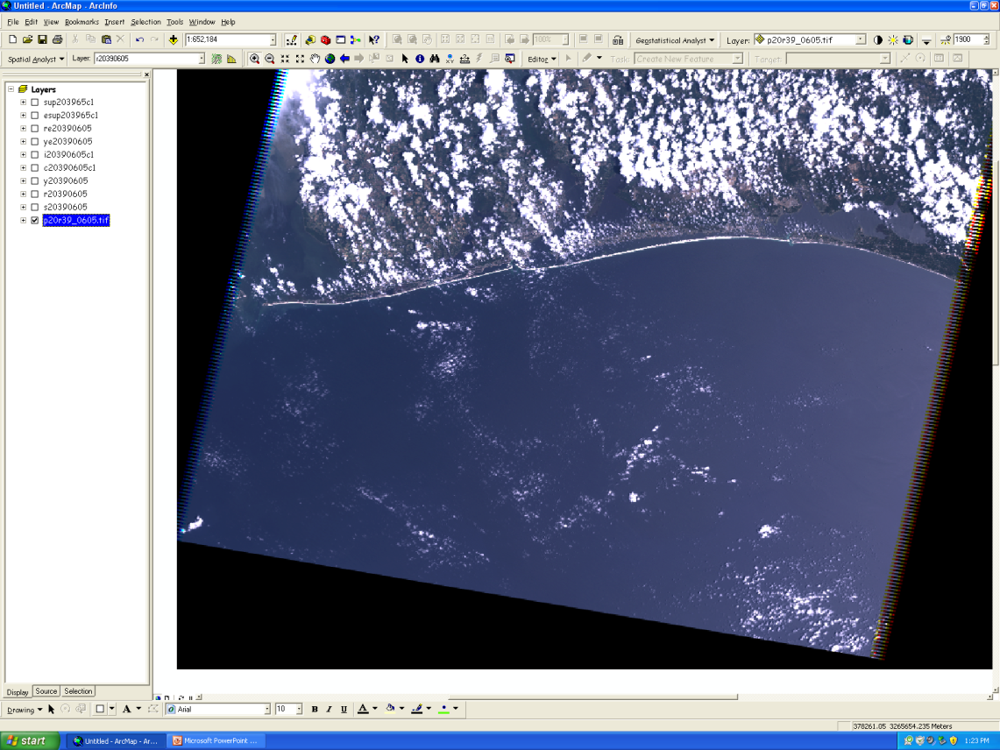 Untitled - ArcMap - ArcInfo
File Edit View Bookmarks Insert Selection Tools Window Help
1:652,184
100%
Geostatistical Analyst
Layer:
p20r39_0605.tif
1900
Spatial Analyst
Layer:
r20390605
Editor
Task:
Create New Feature
Target:
Layers
sup203965c1
esup203965c1
re20390605
ye20390605
i20390605c1
c20390605c1
y20390605
r20390605
s20390605
p20r39_0605.tif
Display Source Selection
Drawing
A
Arial
10
B I U A
378261.05 3265654.235 Meters
start
Untitled - ArcMap - Ar...
Microsoft PowerPoint ...
1:23 PM